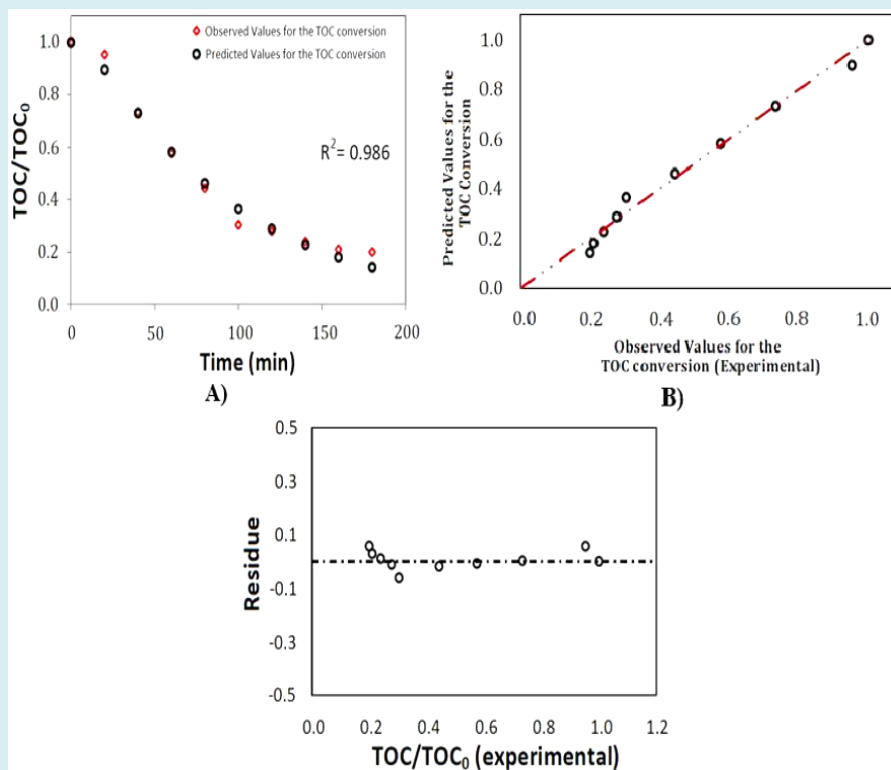 Observed Values for the TOC conversion
Predicted Values for the TOC conversion
R²= 0.986
TOC/TOC₀
1.0
0.8
0.6
0.4
0.2
0.0
0
50
100
150
200
Time (min)
A)
Predicted Values for the
TOC Conversion
1.0
0.8
0.6
0.4
0.2
0.0
0.0
0.2
0.4
0.6
0.8
1.0
Observed Values for the
TOC conversion (Experimental)
B)
Residue
0.5
0.3
0.1
-0.1
-0.3
-0.5
0.0
0.2
0.4
0.6
0.8
1.0
1.2
TOC/TOC₀ (experimental)